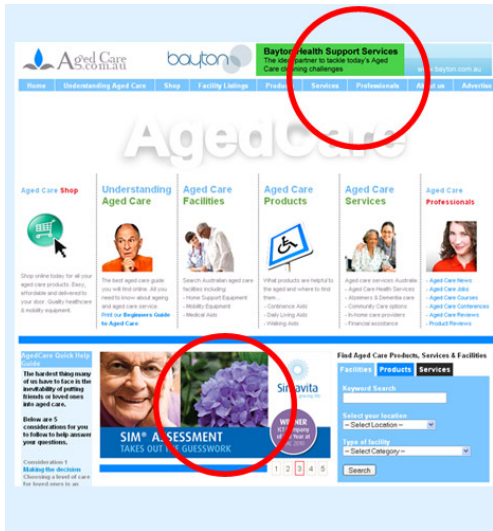 Aged Care
.com.au
bayton
Bayton Health Support Services
The ideal partner to tackle today's Aged
Care cleaning challenges
www.bayton.com.au
Home Understanding Aged Care Shop Facility Listings Products Services Professionals About us Advertise
AgedCare
Aged Care Shop
Shop online today for all your
aged care products. Easy,
affordable and delivered to
your door. Quality healthcare
& mobility equipment.
Understanding
Aged Care
The best aged care guide
you will find online. All you
need to know about ageing
and aged care service.
Print our Beginners Guide
to Aged Care
Aged Care
Facilities
Search Australian aged care
facilities including
- Home Support Equipment
- Mobility Equipment
- Medical Aids
Aged Care
Products
What products are helpful to
the aged and where to find
them...
- Continence Aids
- Daily Living Aids
- Walking Aids
Aged Care
Services
Aged care services Australia
- Aged Care Health Services
- Alzeimers & Dementia care
- Community Care options
- In-home care providers
- Financial assistance
Aged Care
Professionals
- Aged Care News
- Aged Care Jobs
- Aged Care Courses
- Aged Care Conferences
- Aged Care Reviews
- Product Reviews
AgedCare Quick Help
Guide
The hardest thing many
of us have to face is the
inevitability of putting
friends or loved ones
into aged care.
Below are 5
considerations for you
to follow to help answer
your questions.
Consideration 1
Making the decision
Choosing a level of care
for loved ones is an
SIM® ASSESSMENT
TAKES OUT THE GUESSWORK
Simavita
WINNER
ICT Company
of the Year at
2010
1 2 3 4 5
Find Aged Care Products, Services & Facilities
Facilities Products Services
Keyword Search
Select your location
-- Select Location --
Type of facility
-- Select Category --
Search